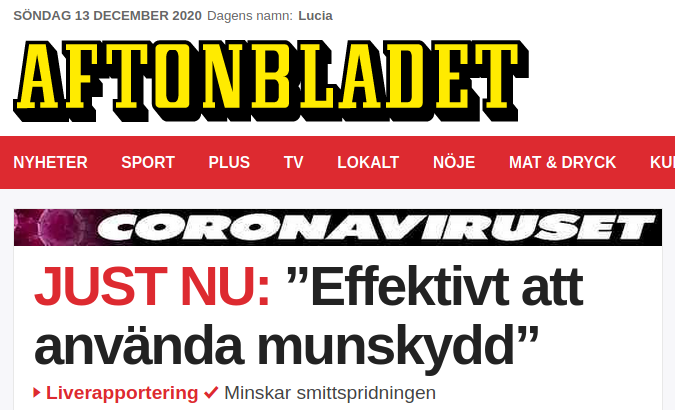 SÖNDAG 13 DECEMBER 2020 Dagens namn: Lucia
AFTONBLADET
NYHETER SPORT PLUS TV LOKALT NÖJE MAT & DRYCK KU
CORONAVIRUSET
JUST NU: ”Effektivt att
använda munskydd”
Liverapportering ✓ Minskar smittspridningen